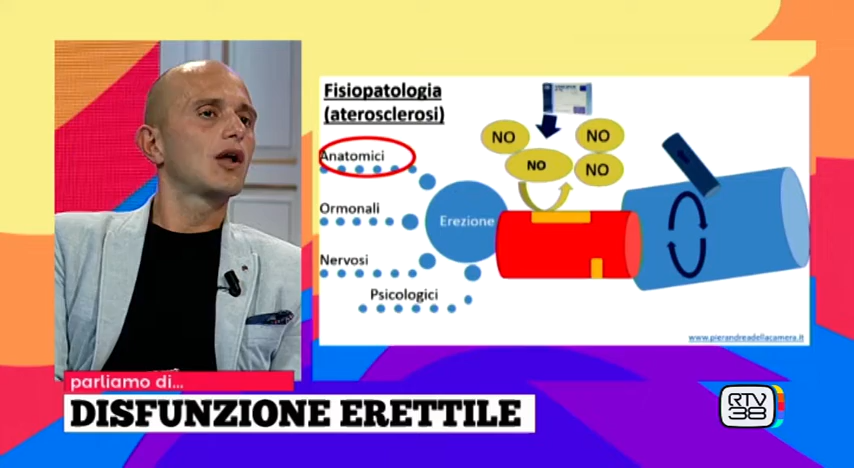 Fisiopatologia
(aterosclerosi)
NO
NO
NO
NO
Anatomici
Ormonali
Erezione
Nervosi
Psicologici
www.pierandreadellacamera.it
parliamo di...
DISFUNZIONE ERETTILE
RTV
38